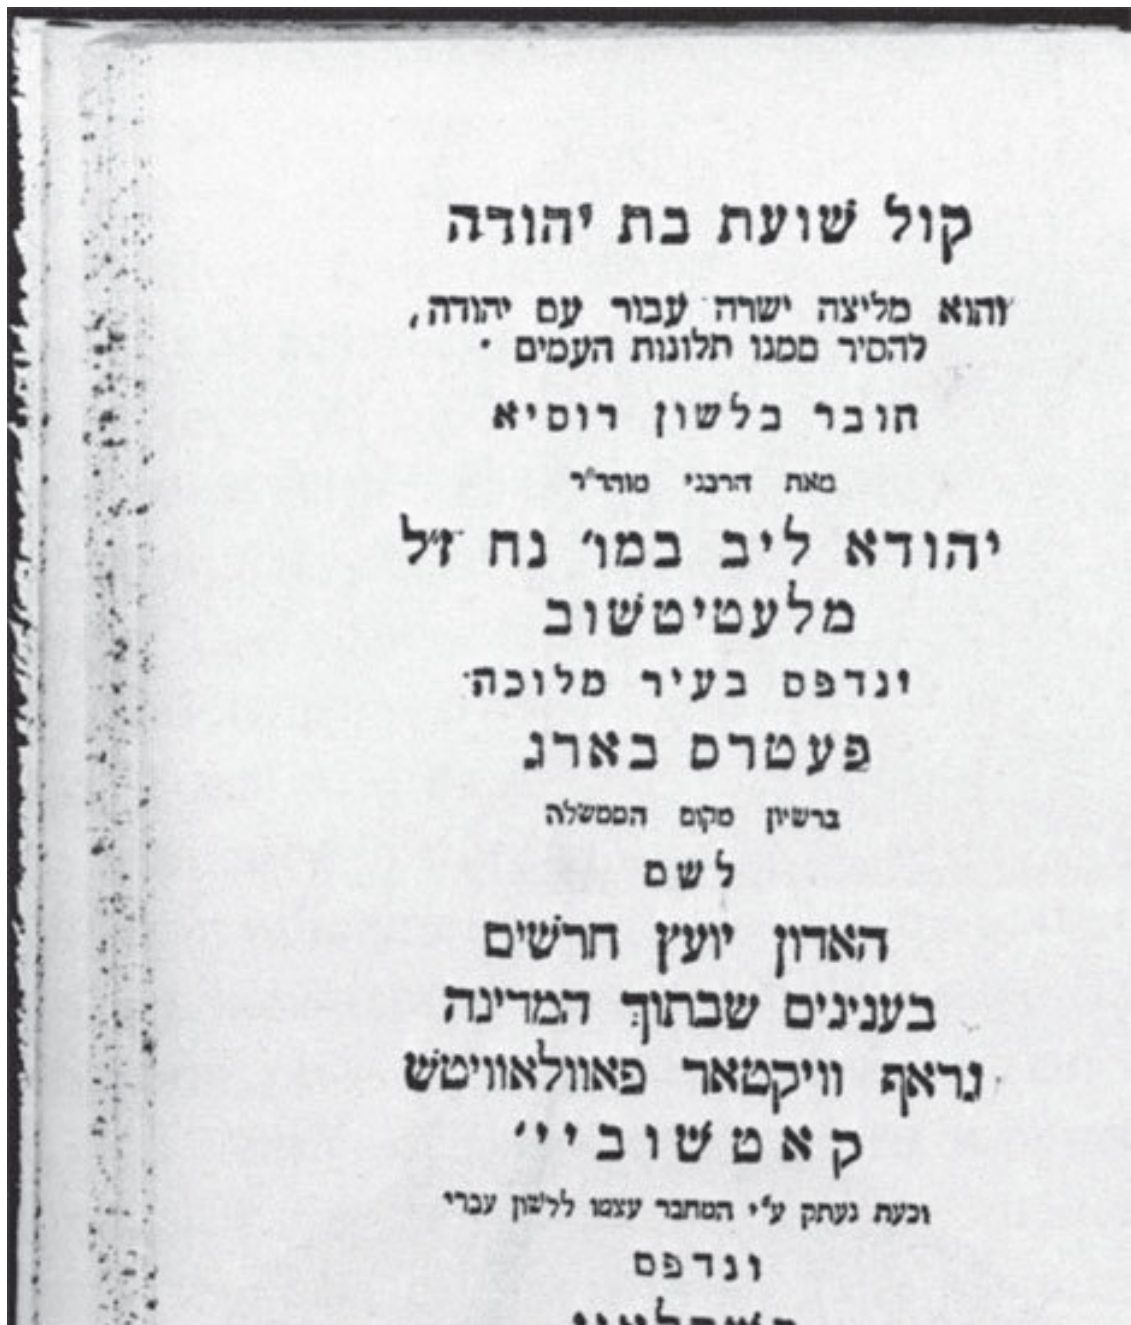 קול שועת בת יהודה
והוא מליצה ישרה עבור עם יהודה,
להסיר ממנו תלונות העמים .
חובר בלשון רוסיא
מאת הרבני מוהר״ר
יהודא ליב במו׳ נח ז״ל
מלעטיטשוב
ונדפס בעיר מלוכה
פעטרס בארג
ברשיון מקום הממשלה
לשם
האדון יועץ חרשים
בענינים שבתוך המדינה
גראף וויקטאר פאוולאוויטש
קאטשוביי׳
וכעת נעתק ע״י המחבר עצמו ללשון עברי
ונדפס